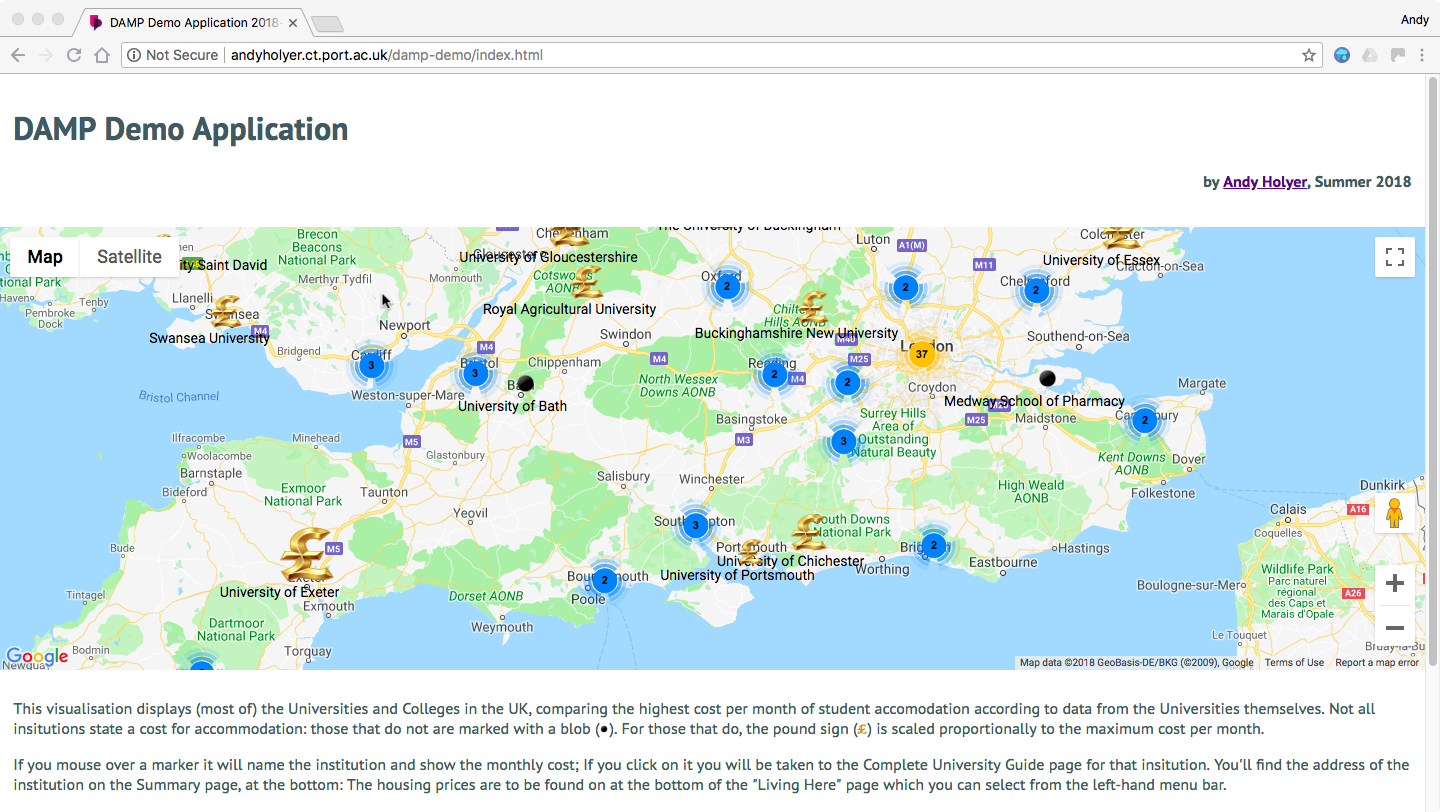 DAMP Demo Application 2018-
Andy
Not Secure
andyholyer.ct.port.ac.uk/damp-demo/index.html
DAMP Demo Application
by Andy Holyer, Summer 2018
Map
Satellite
Brecon
Beacons
National Park
Cheltenham
The University of Buckingham
Luton
A1(M)
Colchester
University of Gloucestershire
M11
University of Essex
Clacton-on-Sea
ity Saint David
Merthyr Tydfil
Monmouth
Oxford
2
2
2
Chelmsford
Haven
Tenby
Pembroke
Dock
Llanelli
Swansea
Cotswolds
AONB
Royal Agricultural University
Chilterns
Hills AONB
Swansea University
M4
Newport
Swindon
Buckinghamshire New University
M40
London
Southend-on-Sea
Bridgend
Cardiff
3
M4
Bristol
3
Chippenham
M4
M25
37
Reading
2
M4
2
Bath
North Wessex
Downs AONB
Croydon
Margate
Bristol Channel
Weston-super-Mare
University of Bath
Medway School of Pharmacy
Basingstoke
Surrey Hills
Area of
Outstanding
Natural Beauty
M25
Maidstone
Canterbury
2
Ilfracombe
Minehead
M5
M3
3
Woolacombe
Glastonbury
Kent Downs
AONB
Dover
Barnstaple
Bideford
Exmoor
National Park
Taunton
Salisbury
Winchester
High Weald
AONB
Folkestone
Dunkirk
Yeovil
Southampton
3
South Downs
National Park
Calais
A16
Coquelles
Bude
M5
Portsmouth
Brighton
2
Hastings
Exeter
University of Exeter
Bournemouth
2
University of Chichester
University of Portsmouth
Worthing
Eastbourne
Boulogne-sur-Mer
Wildlife Park
Parc naturel
régional
des Caps et
Marais d'Opale
A26
Tintagel
Exmouth
Dorset AONB
Poole
Dartmoor
National Park
Weymouth
Le Touquet
Bodmin
Torquay
Newquay
Google
Map data ©2018 GeoBasis-DE/BKG (©2009), Google
Terms of Use
Report a map error
This visualisation displays (most of) the Universities and Colleges in the UK, comparing the highest cost per month of student accomodation according to data from the Universities themselves. Not all
insitutions state a cost for accommodation: those that do not are marked with a blob (●). For those that do, the pound sign (£) is scaled proportionally to the maximum cost per month.
If you mouse over a marker it will name the institution and show the monthly cost; If you click on it you will be taken to the Complete University Guide page for that insitution. You'll find the address of the
institution on the Summary page, at the bottom: The housing prices are to be found on at the bottom of the "Living Here" page which you can select from the left-hand menu bar.